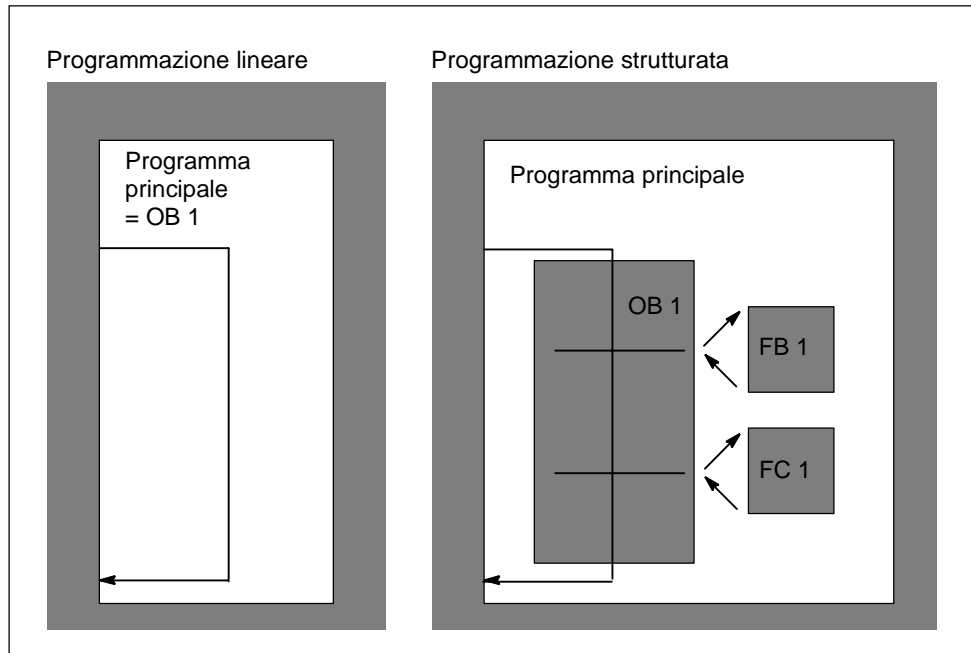 Programmazione lineare
Programmazione strutturata
Programma
principale
= OB 1
Programma principale
OB 1
FB 1
FC 1